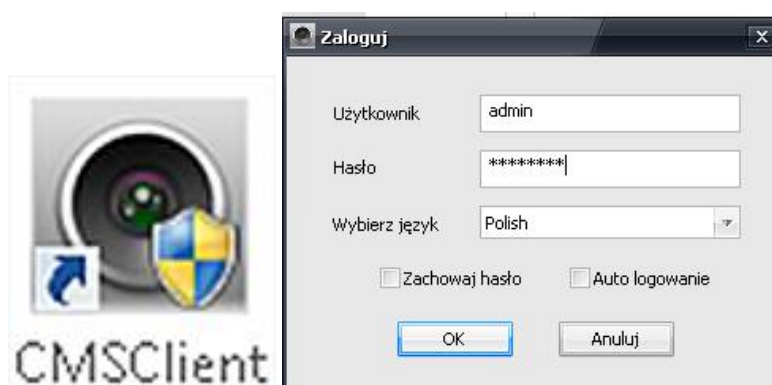 CMSClient
Zaloguj
Użytkownik admin
Hasło ********
Wybierz język Polish
Zachowaj hasło Auto logowanie
OK Anuluj